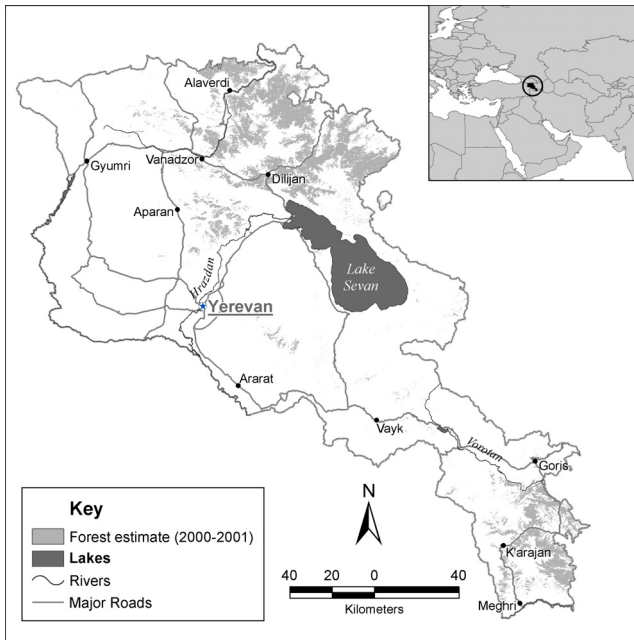 Alaverdi
Vanadzor
Gyumri
Dilijan
Aparan
Hrazdan
Lake
Sevan
Yerevan
Ararat
Vayk
Vorotan
Goris
K'arajan
Meghri
Key
Forest estimate (2000-2001)
Lakes
Rivers
Major Roads
N
40 20 0 40
Kilometers